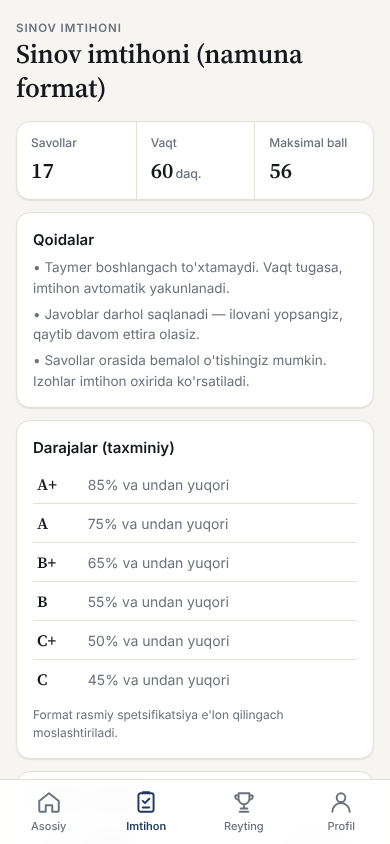 SINOV IMTIHONI
Sinov imtihoni (namuna
format)
Savollar
17
Vaqt
60 daq.
Maksimal ball
56
Qoidalar
• Taymer boshlangach to'xtamaydi. Vaqt tugasa,
imtihon avtomatik yakunlanadi.
• Javoblar darhol saqlanadi — ilovani yopsangiz,
qaytib davom ettira olasiz.
• Savollar orasida bemalol o'tishingiz mumkin.
Izohlar imtihon oxirida ko'rsatiladi.
Darajalar (taxminiy)
A+ 85% va undan yuqori
A 75% va undan yuqori
B+ 65% va undan yuqori
B 55% va undan yuqori
C+ 50% va undan yuqori
C 45% va undan yuqori
Format rasmiy spetsifikatsiya e'lon qilingach
moslashtiriladi.
Asosiy
Imtihon
Reyting
Profil